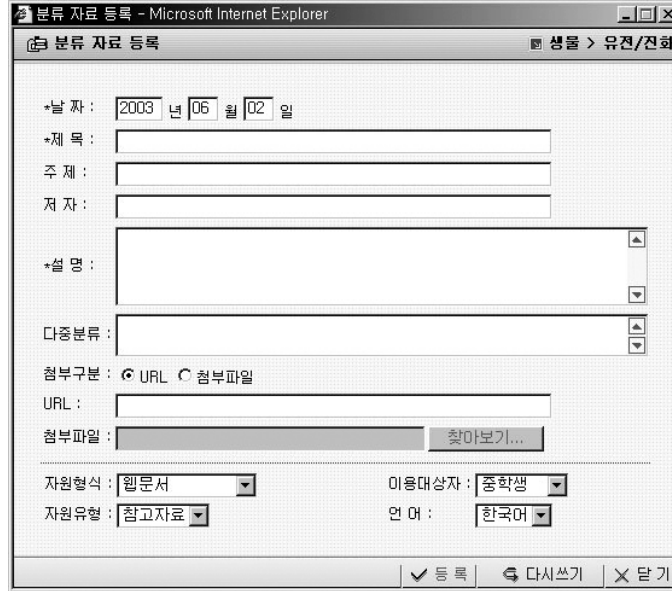 분류 자료 등록 - Microsoft Internet Explorer
분류 자료 등록 생물 > 유전/진화
*날 짜 : 2003 년 06 월 02 일
*제 목 :
주 제 :
저 자 :
*설 명 :
다중분류 :
첨부구분 : URL 첨부파일
URL :
첨부파일 : 찾아보기...
자원형식 : 웹문서 이용대상자 : 중학생
자원유형 : 참고자료 언 어 : 한국어
등 록 다시쓰기 닫 기